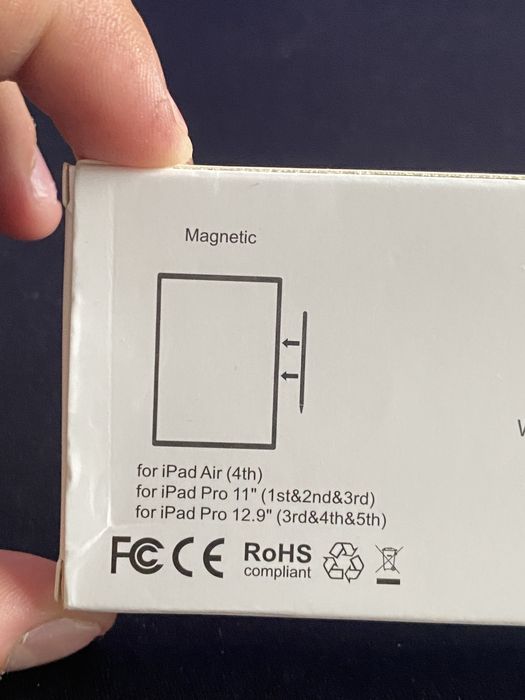 Magnetic
for iPad Air (4th)
for iPad Pro 11" (1st&2nd&3rd)
for iPad Pro 12.9" (3rd&4th&5th)
FC CE RoHS
compliant